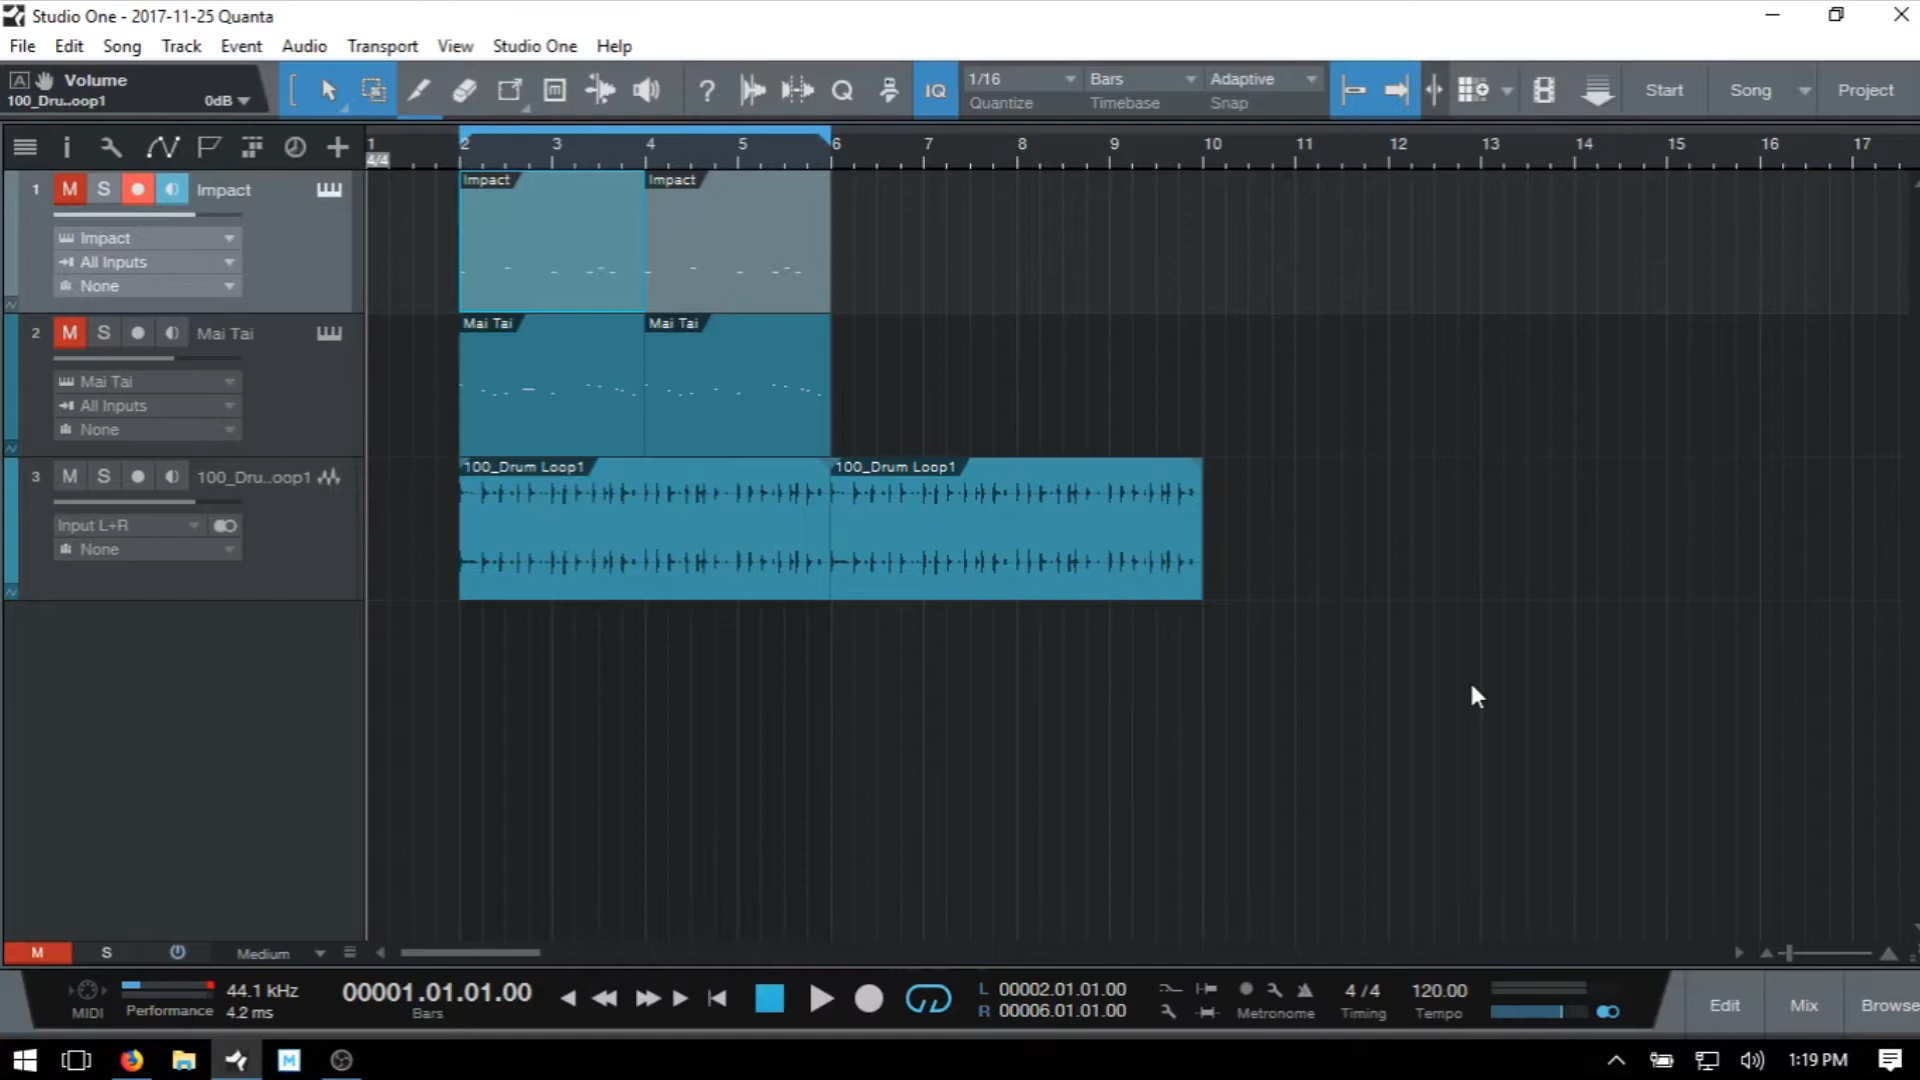 Studio One - 2017-11-25 Quanta
File Edit Song Track Event Audio Transport View Studio One Help
A Volume
100_Dru..oop1 0dB
? Q IQ
1/16 Quantize
Bars Timebase
Adaptive Snap
Start Song Project
1 2 3 4 5 6 7 8 9 10 11 12 13 14 15 16 17
4/4
1 M S Impact
Impact
All Inputs
None
Impact Impact
2 M S Mai Tai
Mai Tai
All Inputs
None
Mai Tai Mai Tai
3 M S 100_Dru..oop1
Input L+R
None
100_Drum Loop1 100_Drum Loop1
M S Medium
MIDI
Performance
44.1 kHz
4.2 ms
00001.01.01.00
Bars
L 00002.01.01.00
R 00006.01.01.00
Metronome
4 / 4
Timing
120.00
Tempo
Edit Mix Browse
M
1:19 PM